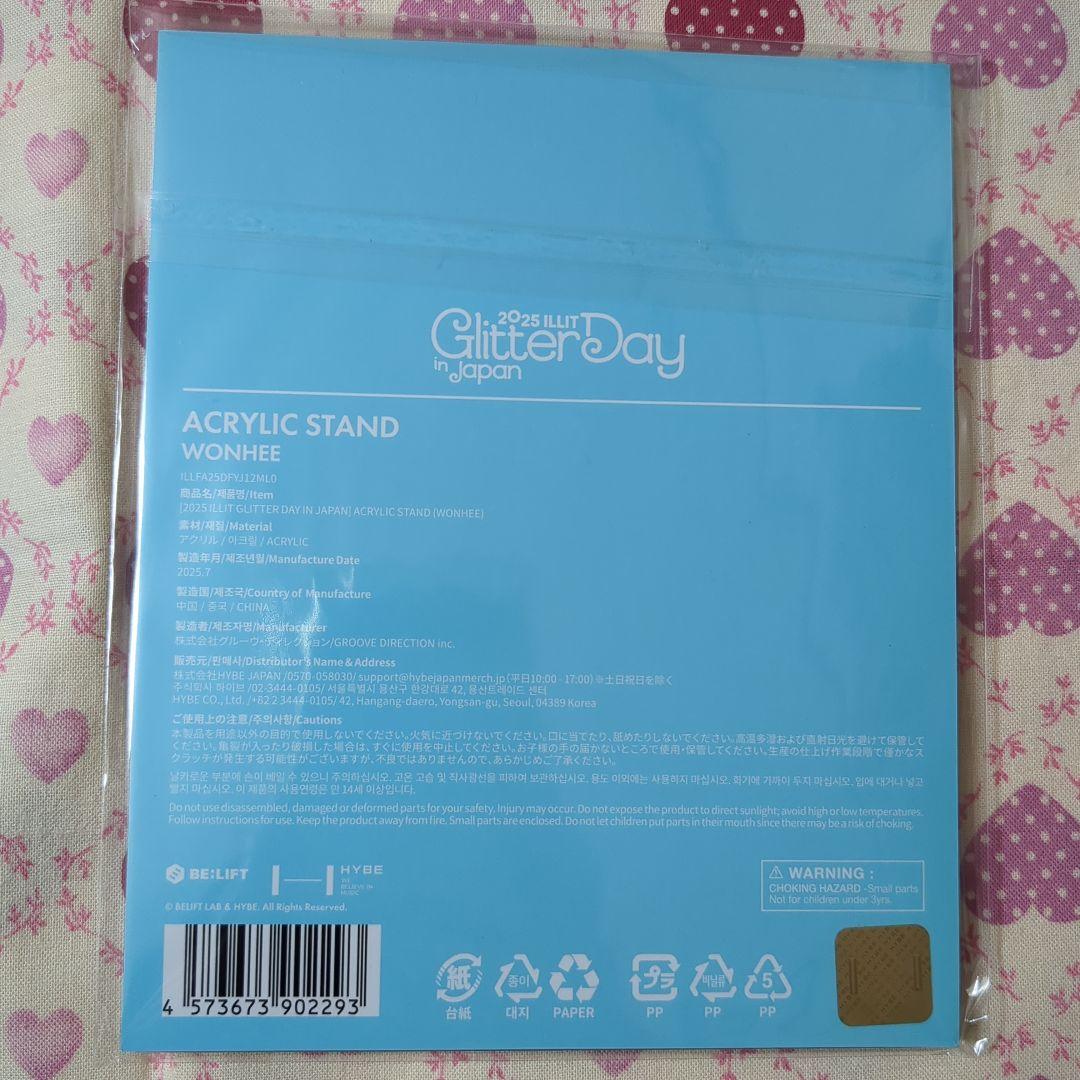 2025 ILLIT
Glitter Day
in Japan
ACRYLIC STAND
WONHEE
ILLFA25DFYJ12ML0
商品名/제품명/Item
[2025 ILLIT GLITTER DAY IN JAPAN] ACRYLIC STAND (WONHEE)
素材/재질/Material
アクリル / 아크릴 / ACRYLIC
製造年月/제조년월/Manufacture Date
2025.7
製造国/제조국/Country of Manufacture
中国 / 중국 / CHINA
製造者/제조자명/Manufacturer
株式会社グルーヴ・ディレクション/GROOVE DIRECTION inc.
販売元/판매사/Distributor's Name & Address
株式会社HYBE JAPAN /0570-058030/ support@hybejapanmerch.jp (平日10:00 - 17:00) ※土日祝日を除く
주식회사 하이브 /02-3444-0105/ 서울특별시 용산구 한강대로 42, 용산트레이드 센터
HYBE CO., Ltd. /+82 2 3444-0105/ 42, Hangang-daero, Yongsan-gu, Seoul, 04389 Korea
ご使用上の注意/주의사항/Cautions
本製品を用途以外の目的で使用しないでください。火気に近づけないでください。口に当てたり、舐めたりしないでください。高温多湿および直射日光を避けて保管して
ください。亀裂が入ったり破損した場合は、すぐに使用を中止してください。お子様の手の届かないところで使用・保管してください。生産の仕上げ作業段階で僅かなス
クラッチが発生する可能性がございますが、不良ではありませんので、あらかじめご了承ください。
날카로운 부분에 손이 베일 수 있으니 주의하십시오. 고온 고습 및 직사광선을 피하여 보관하십시오. 용도 이외에는 사용하지 마십시오. 화기에 가까이 두지 마십시오. 입에 대거나 넣고
빨지 마십시오. 이 제품의 사용연령은 만 14세 이상입니다.
Do not use disassembled, damaged or deformed parts for your safety. Injury may occur. Do not expose the product to direct sunlight; avoid high or low temperatures.
Follow instructions for use. Keep the product away from fire. Small parts are enclosed. Do not let children put parts in their mouth since there may be a risk of choking.
BE:LIFT
HYBE
WE
BELIEVE IN
MUSIC
© BELIFT LAB & HYBE. All Rights Reserved.
⚠ WARNING :
CHOKING HAZARD -Small parts
Not for children under 3yrs.
4 573673 902293
紙
台紙
종이
대지
PAPER
プラ
PP
비닐류
PP
5
PP